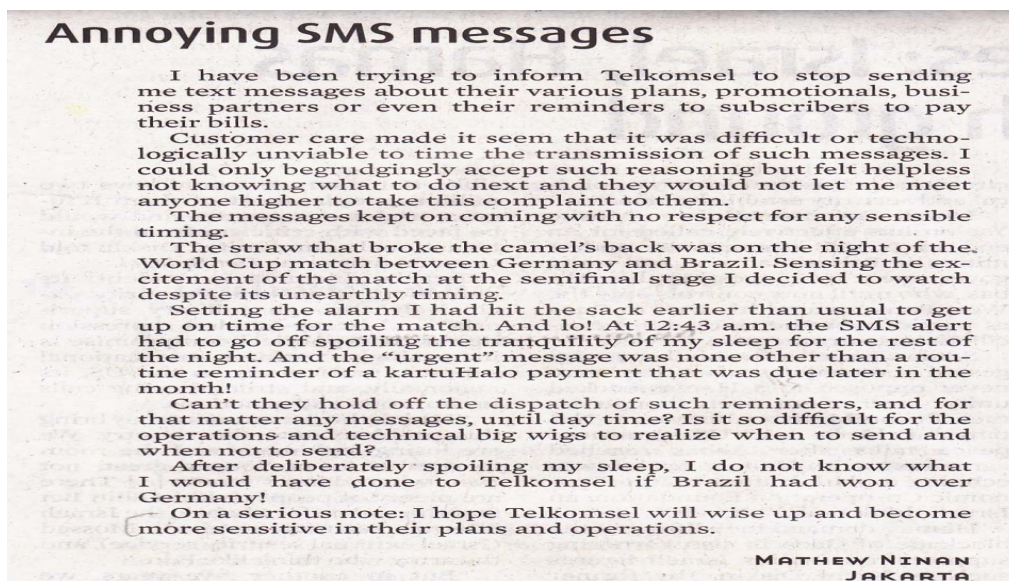 Annoying SMS messages
I have been trying to inform Telkomsel to stop sending
me text messages about their various plans, promotionals, busi-
ness partners or even their reminders to subscribers to pay
their bills.
Customer care made it seem that it was difficult or techno-
logically unviable to time the transmission of such messages. I
could only begrudgingly accept such reasoning but felt helpless
not knowing what to do next and they would not let me meet
anyone higher to take this complaint to them.
The messages kept on coming with no respect for any sensible
timing.
The straw that broke the camel's back was on the night of the
World Cup match between Germany and Brazil. Sensing the ex-
citement of the match at the semifinal stage I decided to watch
despite its unearthly timing.
Setting the alarm I had hit the sack earlier than usual to get
up on time for the match. And lo! At 12:43 a.m. the SMS alert
had to go off spoiling the tranquility of my sleep for the rest of
the night. And the "urgent" message was none other than a rou-
tine reminder of a kartuHalo payment that was due later in the
month!
Can't they hold off the dispatch of such reminders, and for
that matter any messages, until day time? Is it so difficult for the
operations and technical big wigs to realize when to send and
when not to send?
After deliberately spoiling my sleep, I do not know what
I would have done to Telkomsel if Brazil had won over
Germany!
On a serious note: I hope Telkomsel will wise up and become
more sensitive in their plans and operations.
MATHEW NINAN
JAKARTA